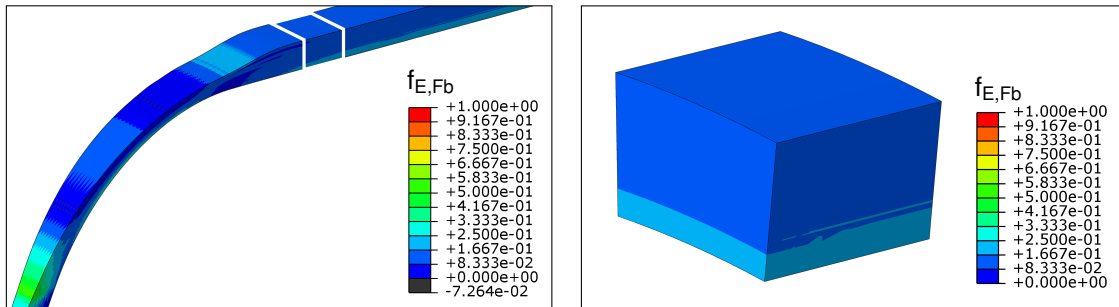 f_E,Fb
+1.000e+00
+9.167e-01
+8.333e-01
+7.500e-01
+6.667e-01
+5.833e-01
+5.000e-01
+4.167e-01
+3.333e-01
+2.500e-01
+1.667e-01
+8.333e-02
+0.000e+00
-7.264e-02
f_E,Fb
+1.000e+00
+9.167e-01
+8.333e-01
+7.500e-01
+6.667e-01
+5.833e-01
+5.000e-01
+4.167e-01
+3.333e-01
+2.500e-01
+1.667e-01
+8.333e-02
+0.000e+00